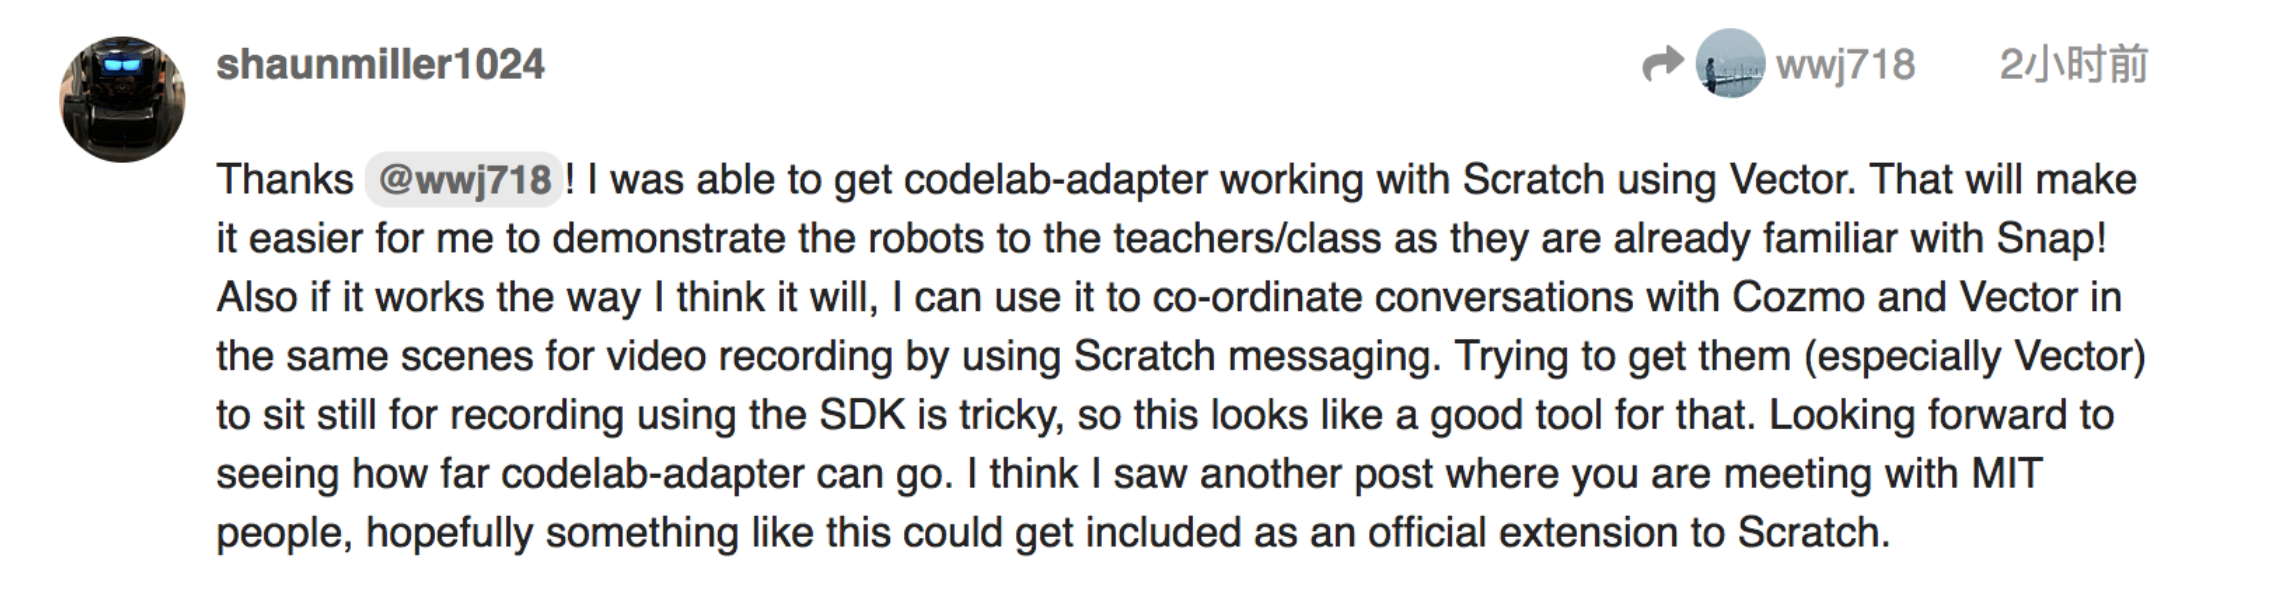 shaunmiller1024
wwj718 2小时前
Thanks @wwj718! I was able to get codelab-adapter working with Scratch using Vector. That will make
it easier for me to demonstrate the robots to the teachers/class as they are already familiar with Snap!
Also if it works the way I think it will, I can use it to co-ordinate conversations with Cozmo and Vector in
the same scenes for video recording by using Scratch messaging. Trying to get them (especially Vector)
to sit still for recording using the SDK is tricky, so this looks like a good tool for that. Looking forward to
seeing how far codelab-adapter can go. I think I saw another post where you are meeting with MIT
people, hopefully something like this could get included as an official extension to Scratch.